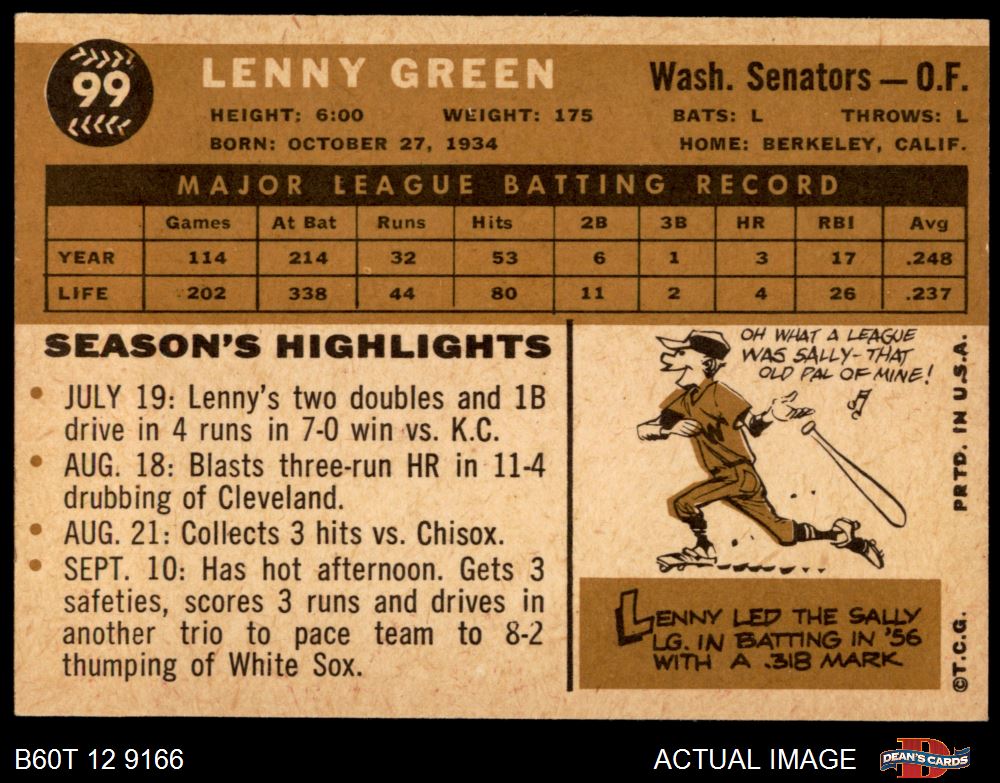 99
LENNY GREEN
Wash. Senators — O.F.
HEIGHT: 6:00 WEIGHT: 175 BATS: L THROWS: L
BORN: OCTOBER 27, 1934 HOME: BERKELEY, CALIF.
MAJOR LEAGUE BATTING RECORD
Games At Bat Runs Hits 2B 3B HR RBI Avg
YEAR 114 214 32 53 6 1 3 17 .248
LIFE 202 338 44 80 11 2 4 26 .237
SEASON'S HIGHLIGHTS
• JULY 19: Lenny's two doubles and 1B
drive in 4 runs in 7-0 win vs. K.C.
• AUG. 18: Blasts three-run HR in 11-4
drubbing of Cleveland.
• AUG. 21: Collects 3 hits vs. Chisox.
• SEPT. 10: Has hot afternoon. Gets 3
safeties, scores 3 runs and drives in
another trio to pace team to 8-2
thumping of White Sox.
OH WHAT A LEAGUE
WAS SALLY-THAT
OLD PAL OF MINE!
W
LENNY LED THE SALLY
LG. IN BATTING IN '56
WITH A .318 MARK
PRTD. IN U.S.A.
©T.C.G.
B60T 12 9166
ACTUAL IMAGE
DEAN'S CARDS